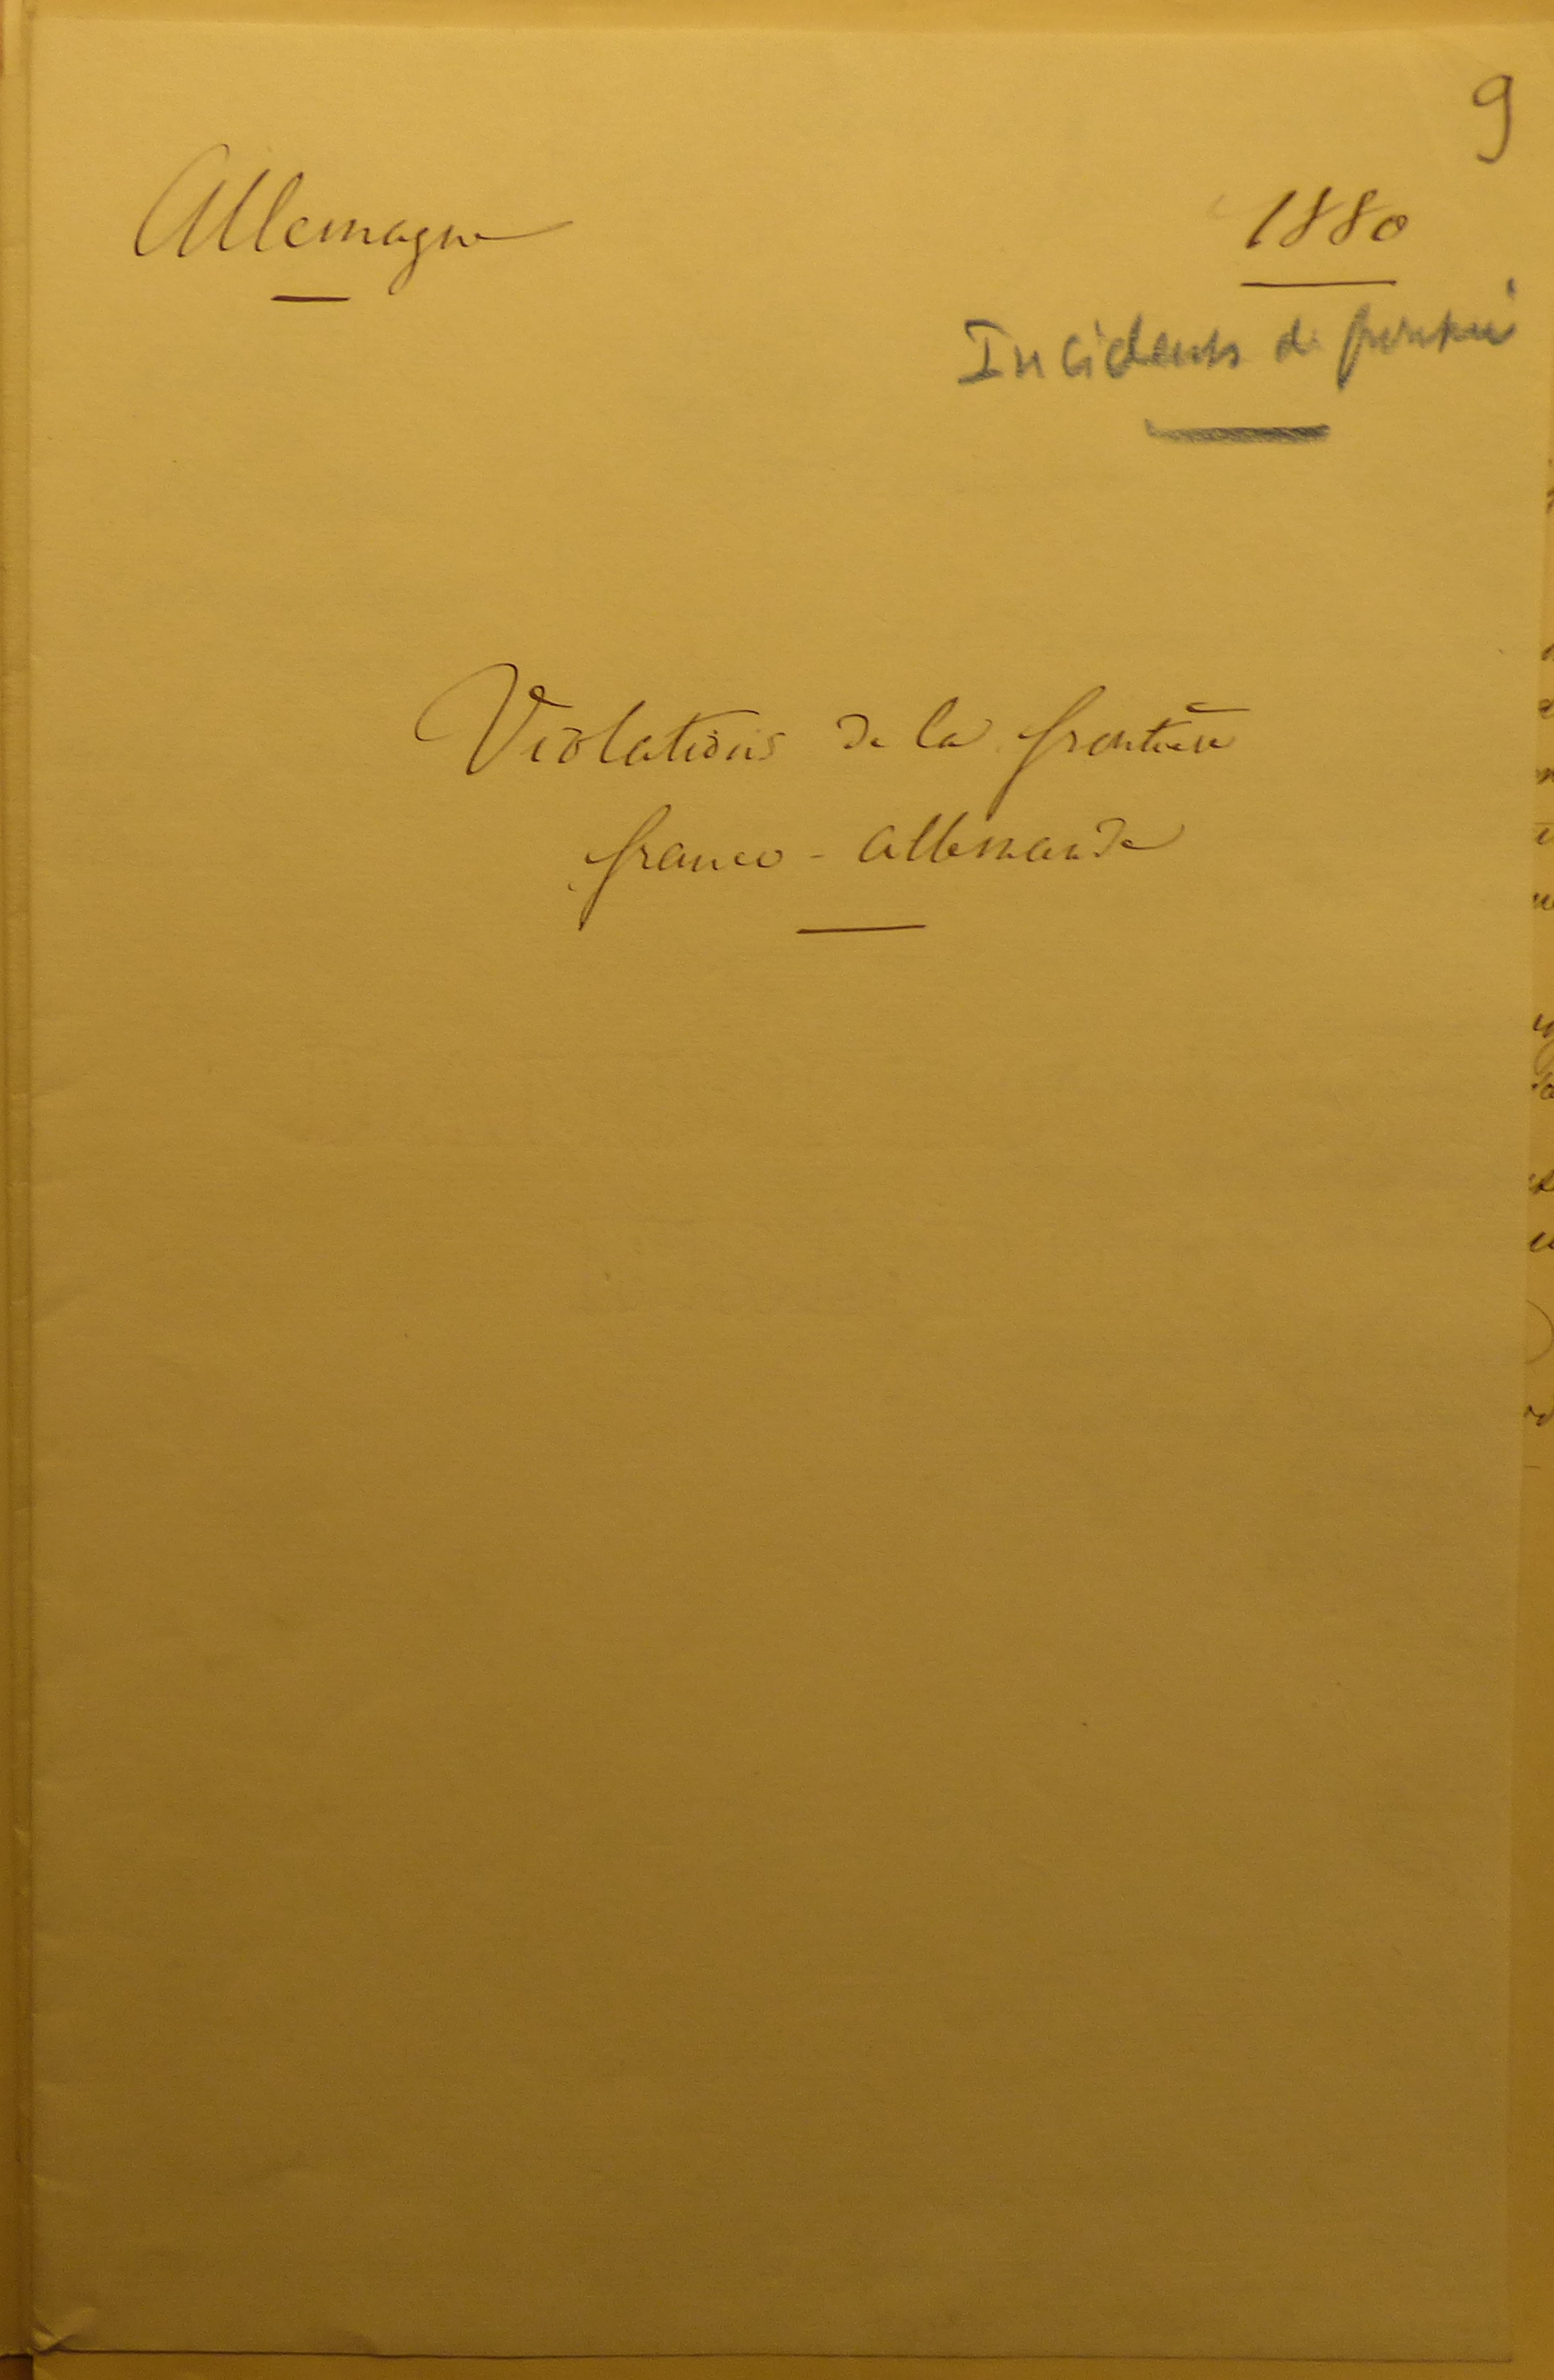 9
Allemagne
1880
Incidents de frontière
Violations de la frontière
franco-allemande